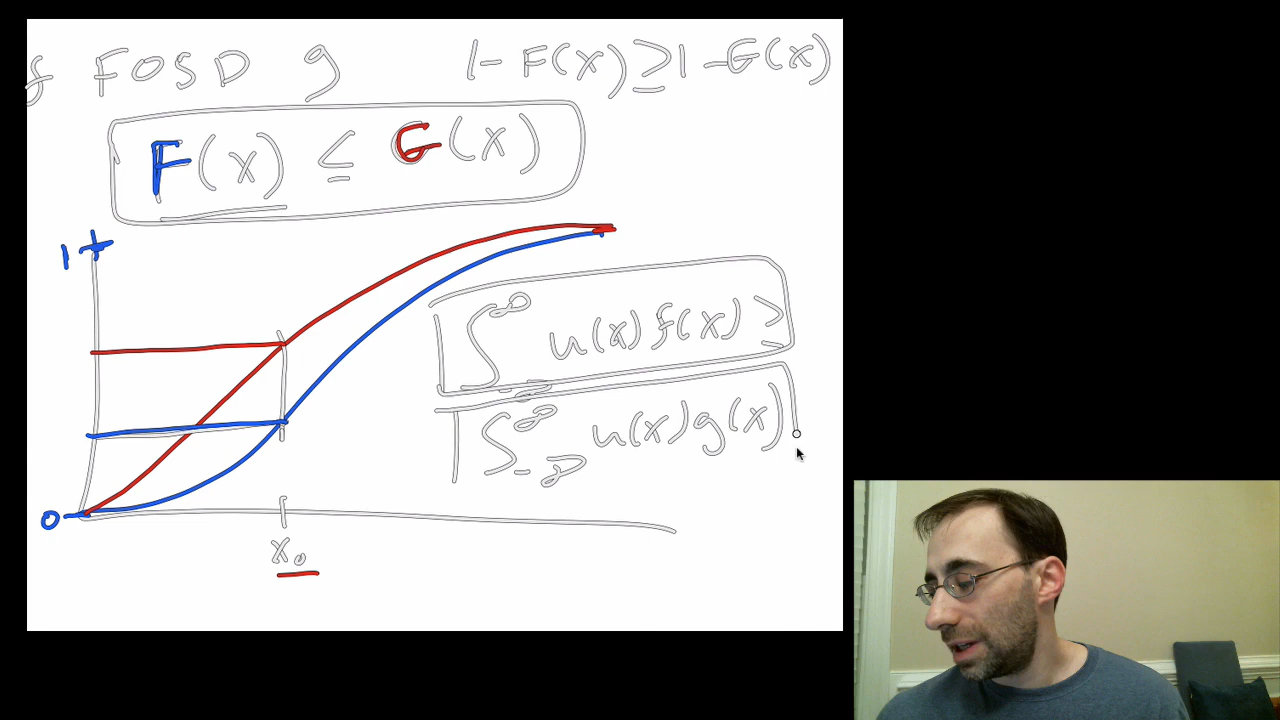 f FOSD g 1-F(x) ≥ 1-G(x)
F(x) ≤ G(x)
1
∫_{-∞}^{∞} u(x)f(x) ≥
∫_{-∞}^{∞} u(x)g(x)
0
x₀